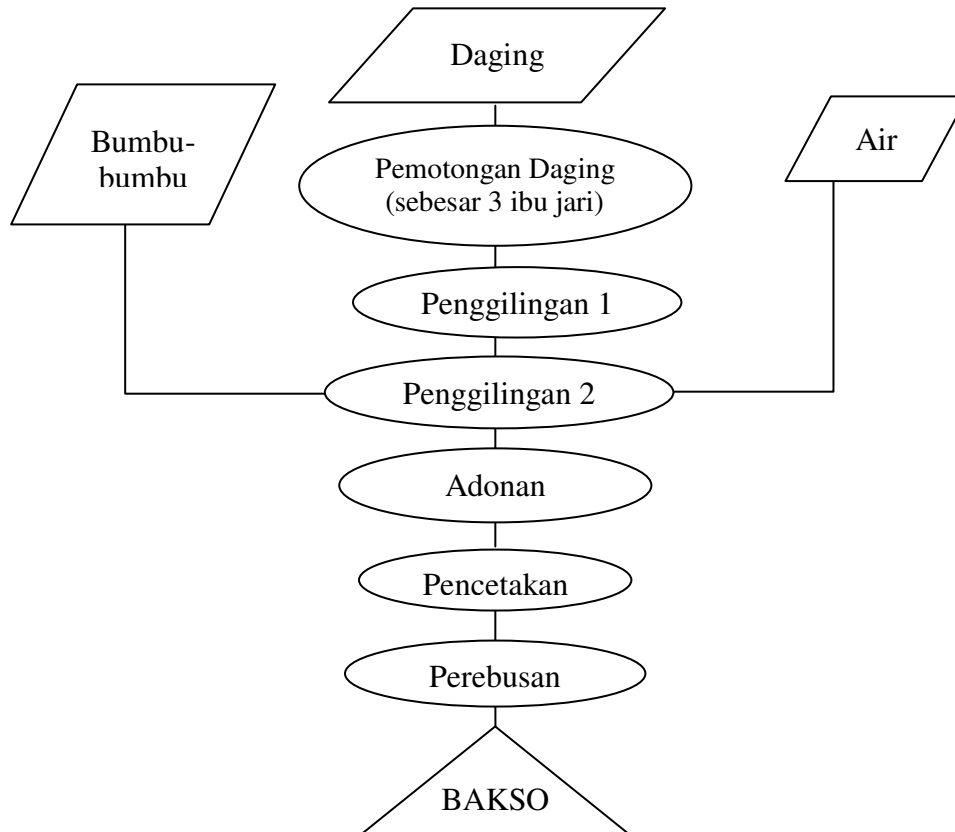 Daging
Bumbu-
bumbu
Air
Pemotongan Daging
(sebesar 3 ibu jari)
Penggilingan 1
Penggilingan 2
Adonan
Pencetakan
Perebusan
BAKSO